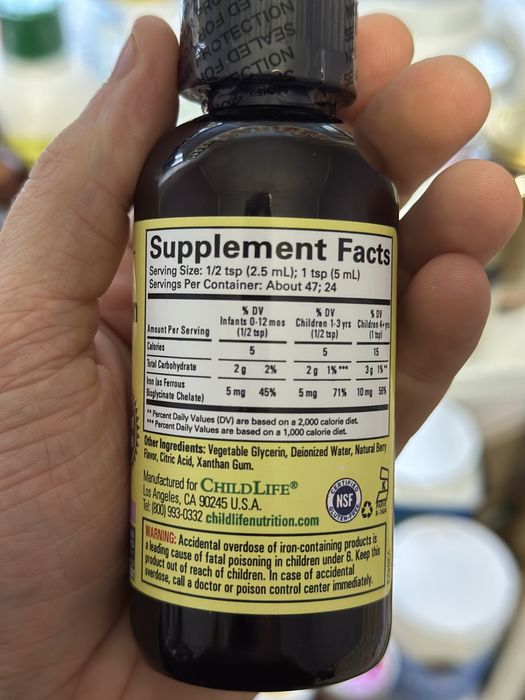 PROTECTION
SEALED FOR
Supplement Facts
Serving Size: 1/2 tsp (2.5 mL); 1 tsp (5 mL)
Servings Per Container: About 47; 24
Amount Per Serving % DV Infants 0-12 mos (1/2 tsp) % DV Children 1-3 yrs (1/2 tsp) % DV Children 4+ yrs (1 tsp)
Calories 5 5 15
Total Carbohydrate 2 g 2% 2 g 1%*** 3 g 1%**
Iron (as Ferrous Bisglycinate Chelate) 5 mg 45% 5 mg 71% 10 mg 56%
** Percent Daily Values (DV) are based on a 2,000 calorie diet.
*** Percent Daily Values are based on a 1,000 calorie diet.
Other Ingredients: Vegetable Glycerin, Deionized Water, Natural Berry
Flavor, Citric Acid, Xanthan Gum.
Manufactured for CHILDLIFE®
Los Angeles, CA 90245 U.S.A.
Tel: (800) 993-0332 childlifenutrition.com
CERTIFIED
NSF
GLUTEN-FREE
WARNING: Accidental overdose of iron-containing products is
a leading cause of fatal poisoning in children under 6. Keep this
product out of reach of children. In case of accidental
overdose, call a doctor or poison control center immediately.